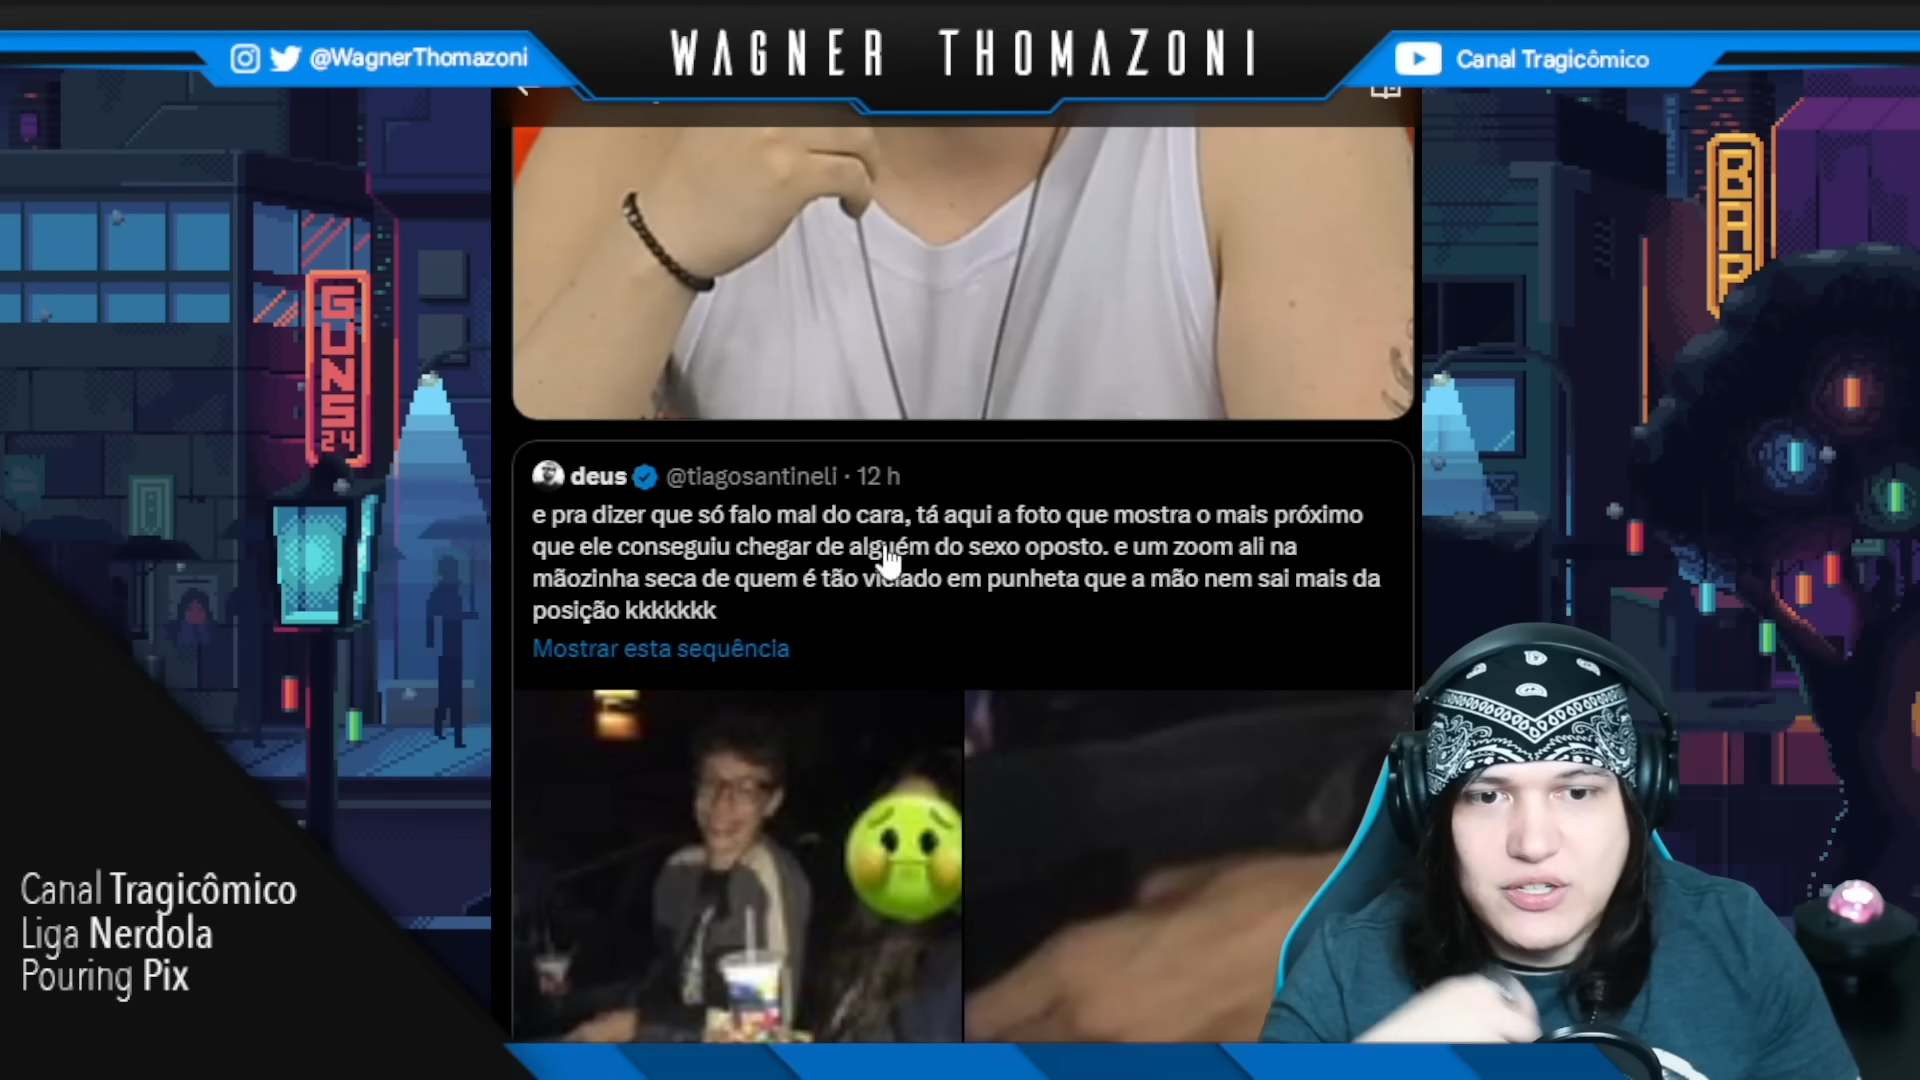 WAGNER THOMAZONI
@WagnerThomazoni
Canal Tragicômico
GUNS
24
BAR
deus @tiagosantineli · 12 h
e pra dizer que só falo mal do cara, tá aqui a foto que mostra o mais próximo
que ele conseguiu chegar de alguém do sexo oposto. e um zoom ali na
mãozinha seca de quem é tão viciado em punheta que a mão nem sai mais da
posição kkkkkkk
Mostrar esta sequência
Canal Tragicômico
Liga Nerdola
Pouring Pix